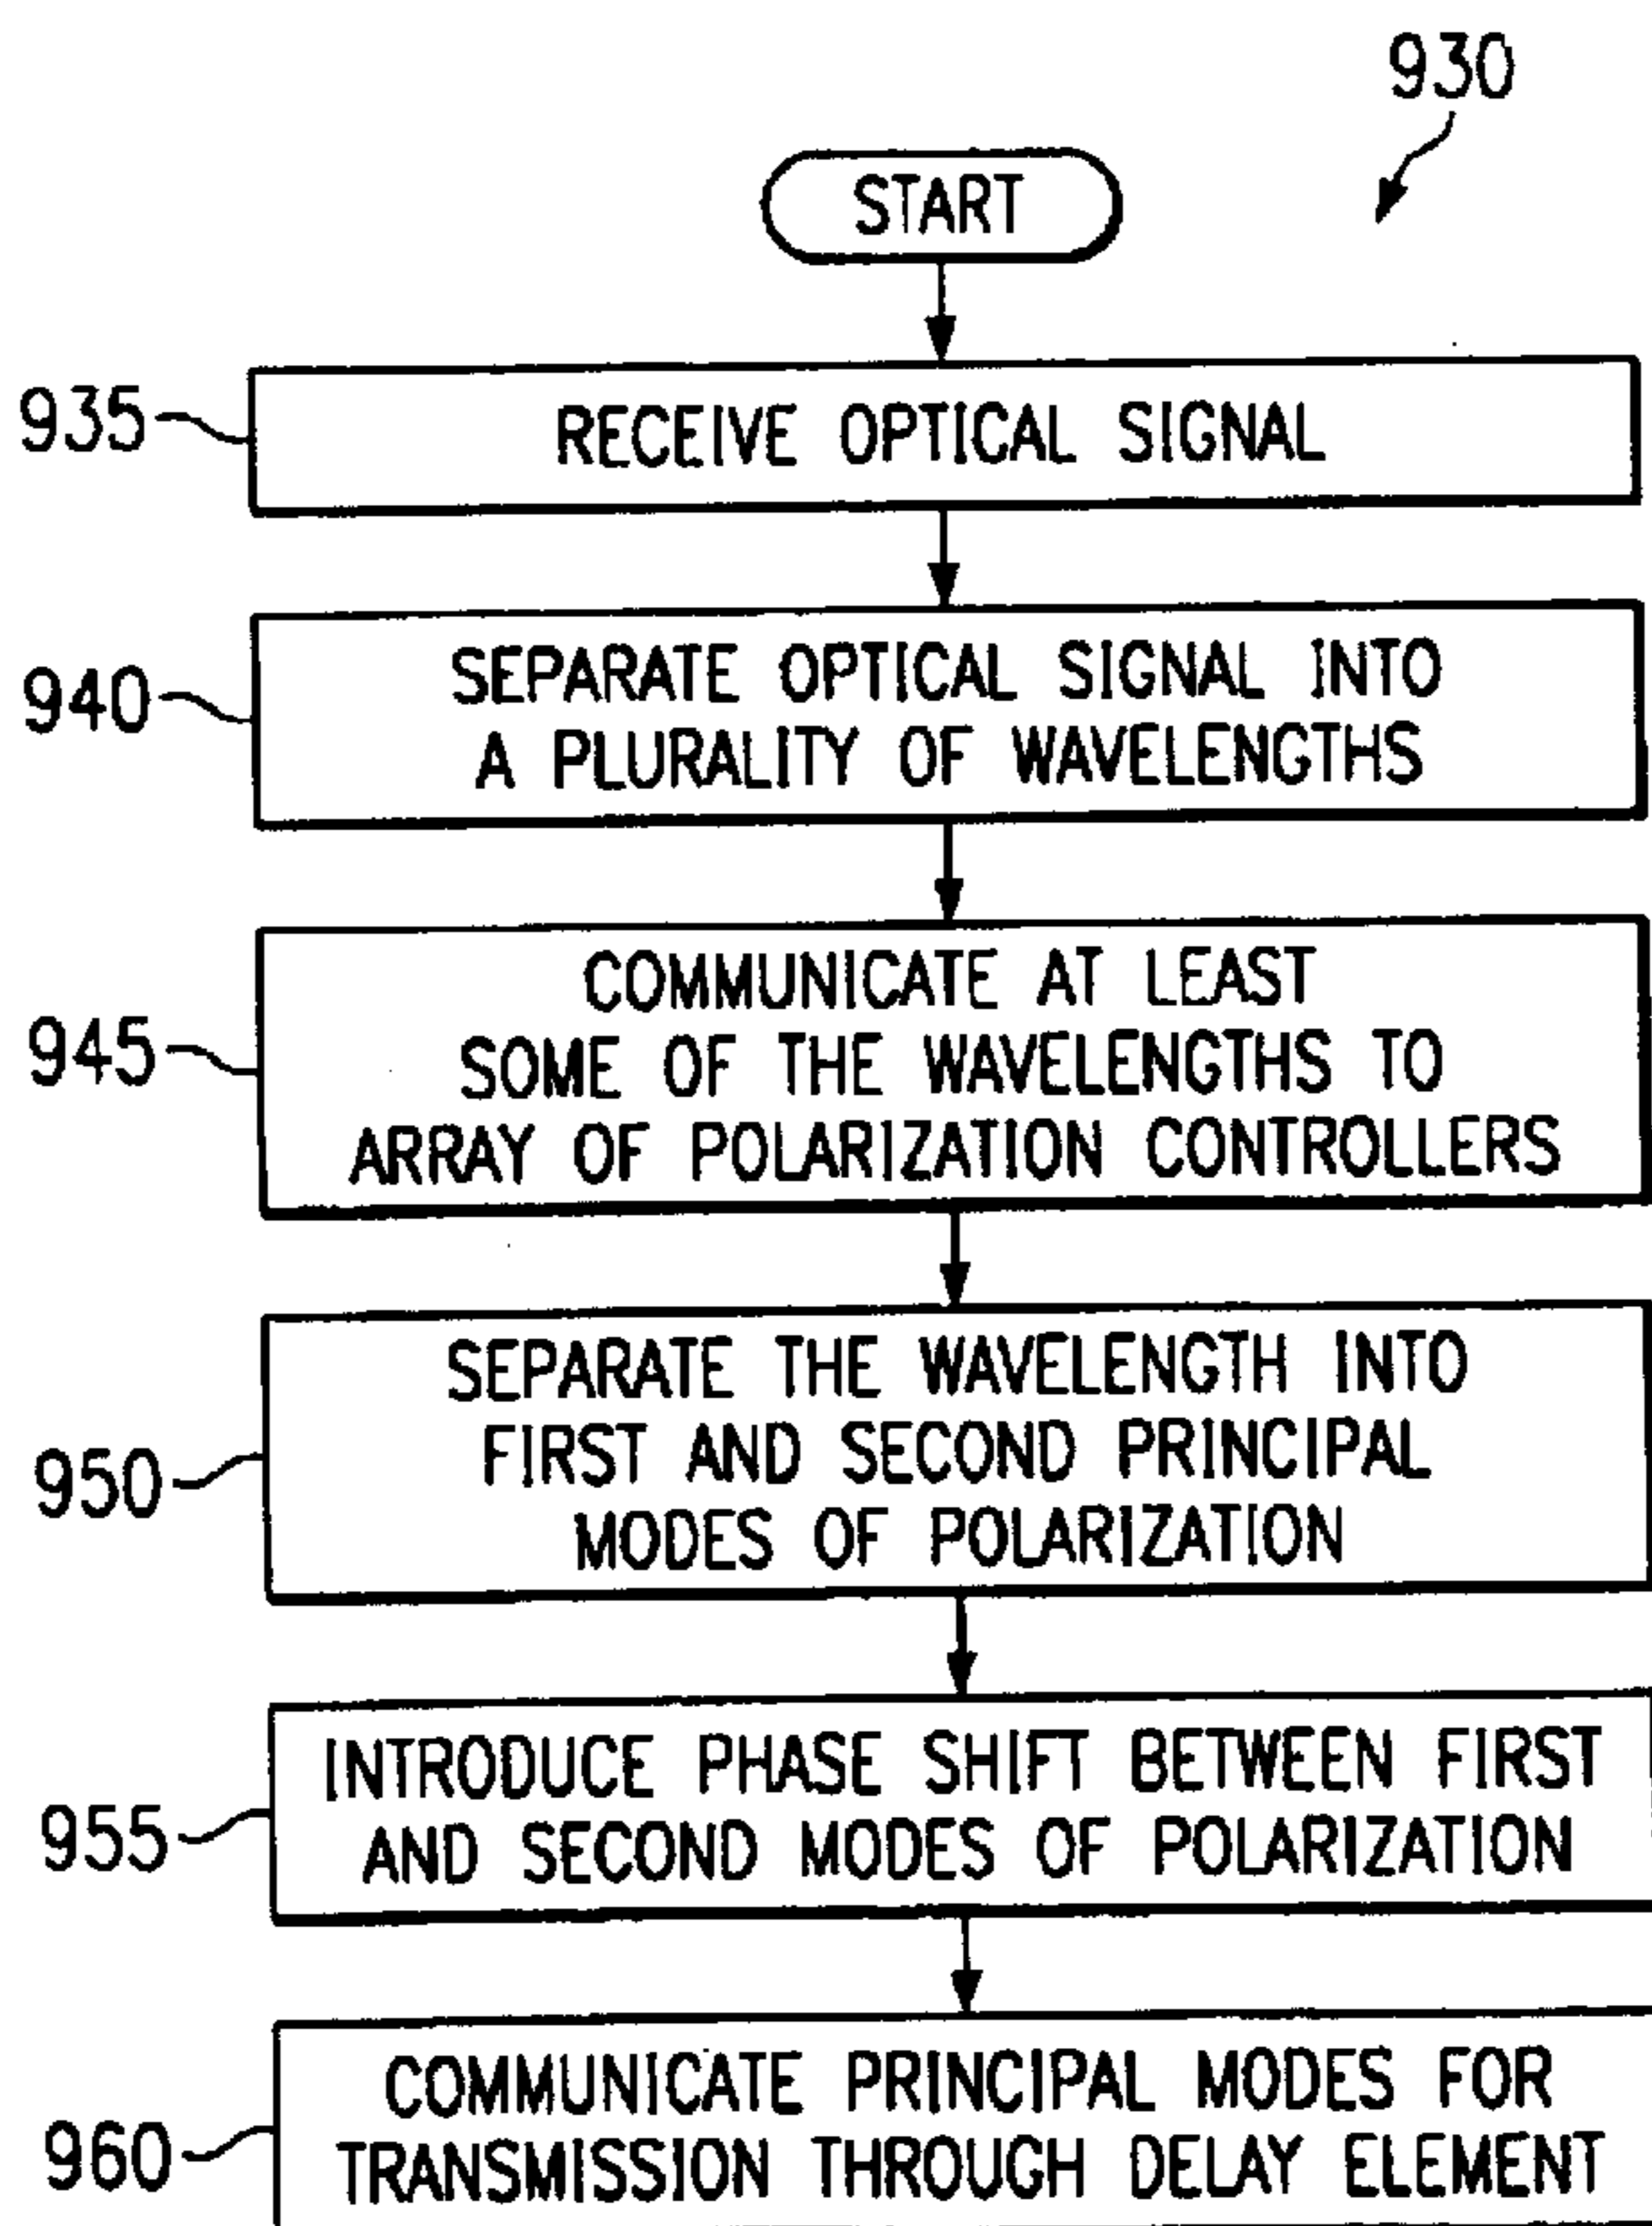 930
START
935
RECEIVE OPTICAL SIGNAL
940
SEPARATE OPTICAL SIGNAL INTO
A PLURALITY OF WAVELENGTHS
945
COMMUNICATE AT LEAST
SOME OF THE WAVELENGTHS TO
ARRAY OF POLARIZATION CONTROLLERS
950
SEPARATE THE WAVELENGTH INTO
FIRST AND SECOND PRINCIPAL
MODES OF POLARIZATION
955
INTRODUCE PHASE SHIFT BETWEEN FIRST
AND SECOND MODES OF POLARIZATION
960
COMMUNICATE PRINCIPAL MODES FOR
TRANSMISSION THROUGH DELAY ELEMENT